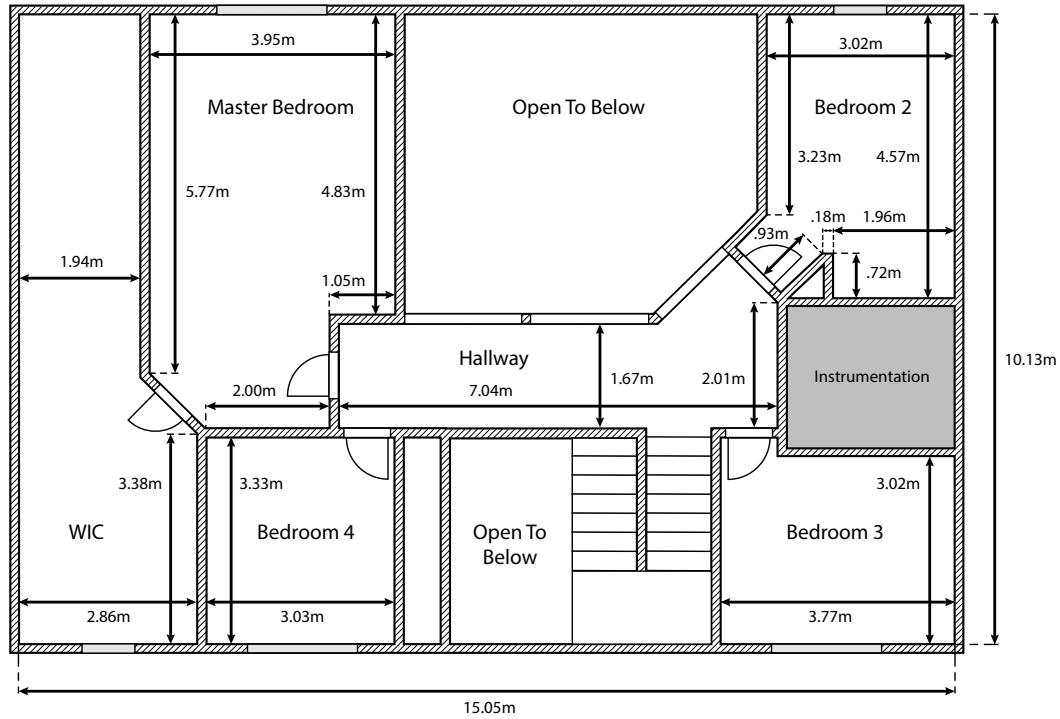 3.95m
3.02m
Master Bedroom
Open To Below
Bedroom 2
3.23m
4.57m
5.77m
4.83m
.18m
1.96m
.93m
1.94m
.72m
1.05m
Hallway
10.13m
1.67m
2.01m
Instrumentation
2.00m
7.04m
3.38m
3.33m
3.02m
WIC
Bedroom 4
Open To
Below
Bedroom 3
2.86m
3.03m
3.77m
15.05m